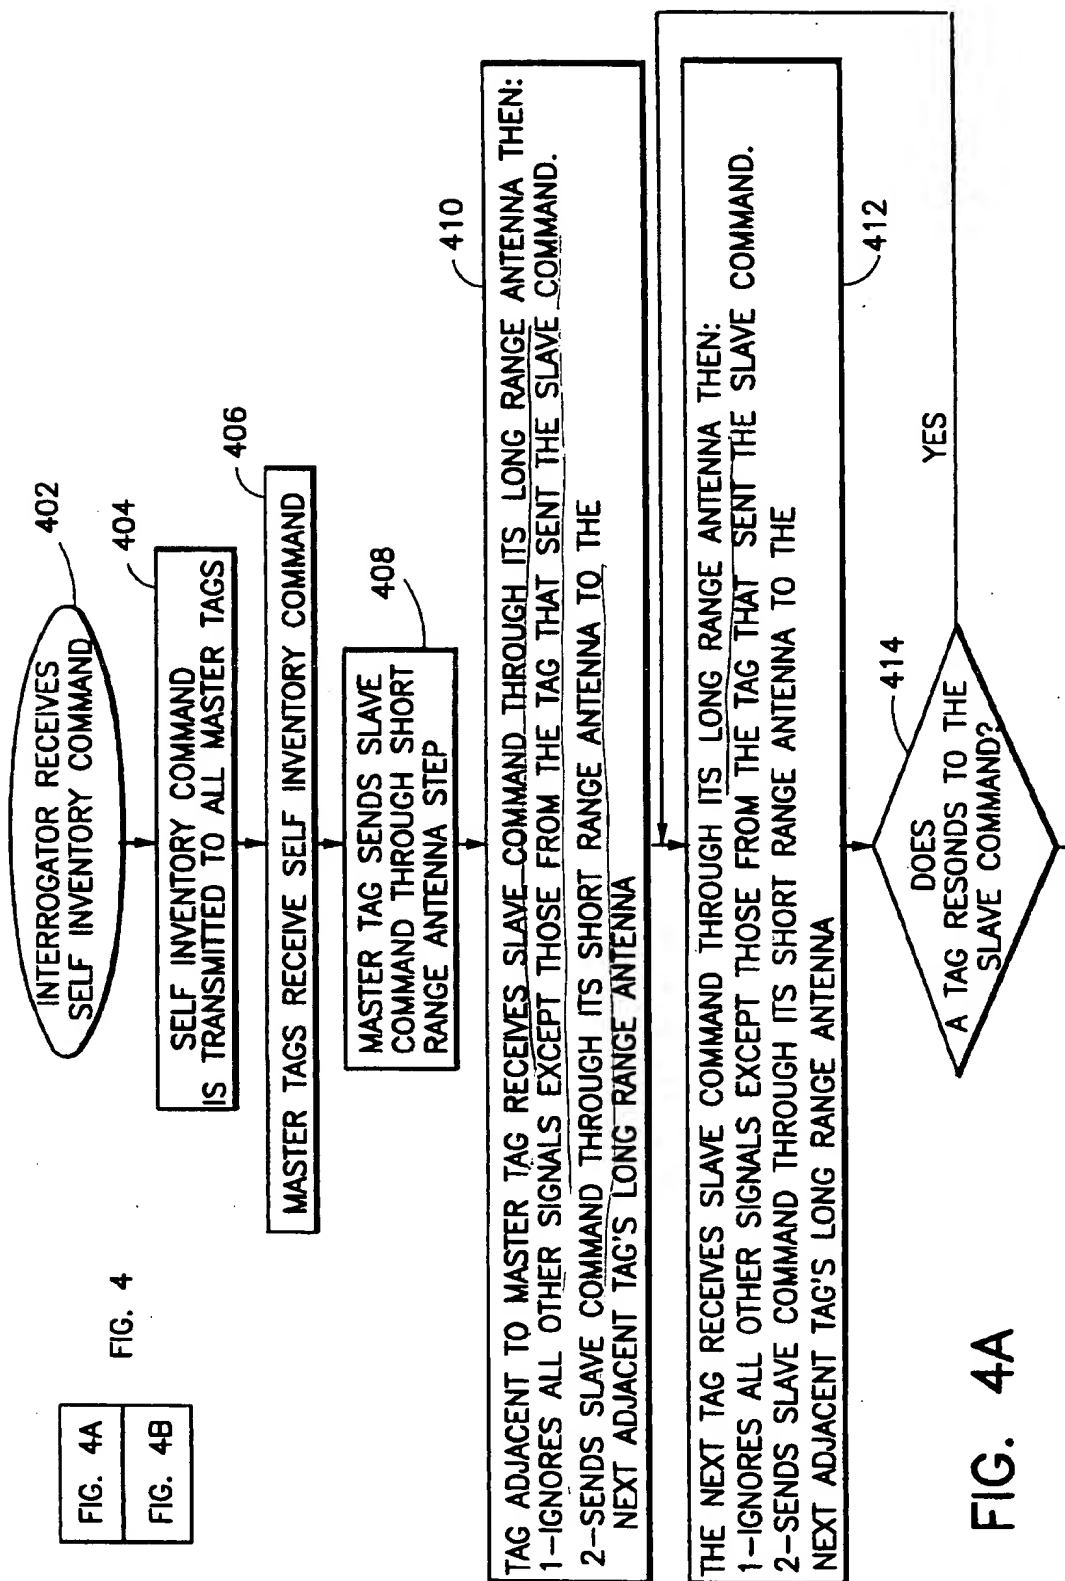 FIG. 4A
FIG. 4B
FIG. 4
INTERROGATOR RECEIVES
SELF INVENTORY COMMAND
402
SELF INVENTORY COMMAND
IS TRANSMITTED TO ALL MASTER TAGS
404
MASTER TAGS RECEIVE SELF INVENTORY COMMAND
406
MASTER TAG SENDS SLAVE
COMMAND THROUGH SHORT
RANGE ANTENNA STEP
408
TAG ADJACENT TO MASTER TAG RECEIVES SLAVE COMMAND THROUGH ITS LONG RANGE ANTENNA THEN:
1-IGNORES ALL OTHER SIGNALS EXCEPT THOSE FROM THE TAG THAT SENT THE SLAVE COMMAND.
2-SENDS SLAVE COMMAND THROUGH ITS SHORT RANGE ANTENNA TO THE
NEXT ADJACENT TAG'S LONG RANGE ANTENNA
410
THE NEXT TAG RECEIVES SLAVE COMMAND THROUGH ITS LONG RANGE ANTENNA THEN:
1-IGNORES ALL OTHER SIGNALS EXCEPT THOSE FROM THE TAG THAT SENT THE SLAVE COMMAND.
2-SENDS SLAVE COMMAND THROUGH ITS SHORT RANGE ANTENNA TO THE
NEXT ADJACENT TAG'S LONG RANGE ANTENNA
412
DOES
A TAG RESONDS TO THE
SLAVE COMMAND?
414
YES
FIG. 4A